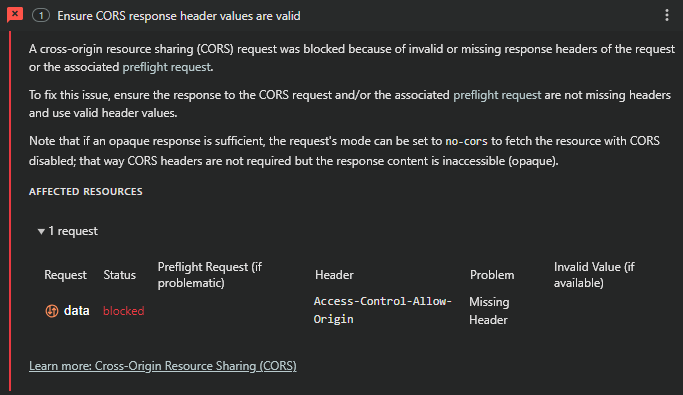 1 Ensure CORS response header values are valid
A cross-origin resource sharing (CORS) request was blocked because of invalid or missing response headers of the request
or the associated preflight request.
To fix this issue, ensure the response to the CORS request and/or the associated preflight request are not missing headers
and use valid header values.
Note that if an opaque response is sufficient, the request's mode can be set to no-cors to fetch the resource with CORS
disabled; that way CORS headers are not required but the response content is inaccessible (opaque).
AFFECTED RESOURCES
1 request
Request Status Preflight Request (if problematic) Header Problem Invalid Value (if available)
data blocked Access-Control-Allow-Origin Missing Header
Learn more: Cross-Origin Resource Sharing (CORS)